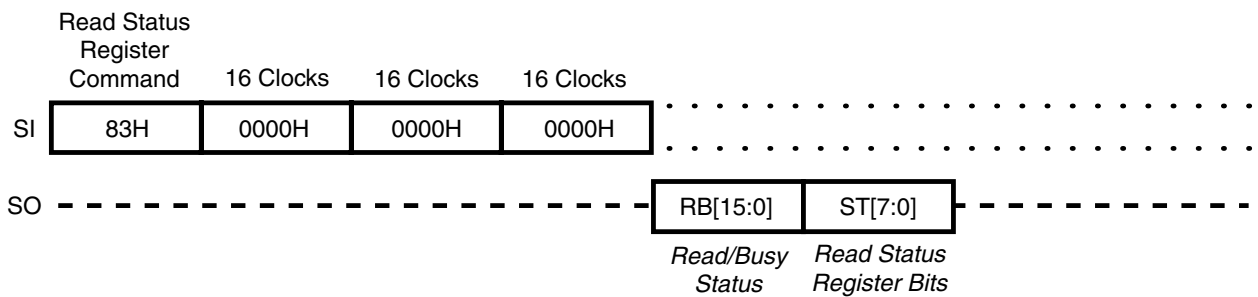 Read Status
Register
Command
16 Clocks
16 Clocks
16 Clocks
SI
83H
0000H
0000H
0000H
SO
RB[15:0]
ST[7:0]
Read/Busy
Status
Read Status
Register Bits